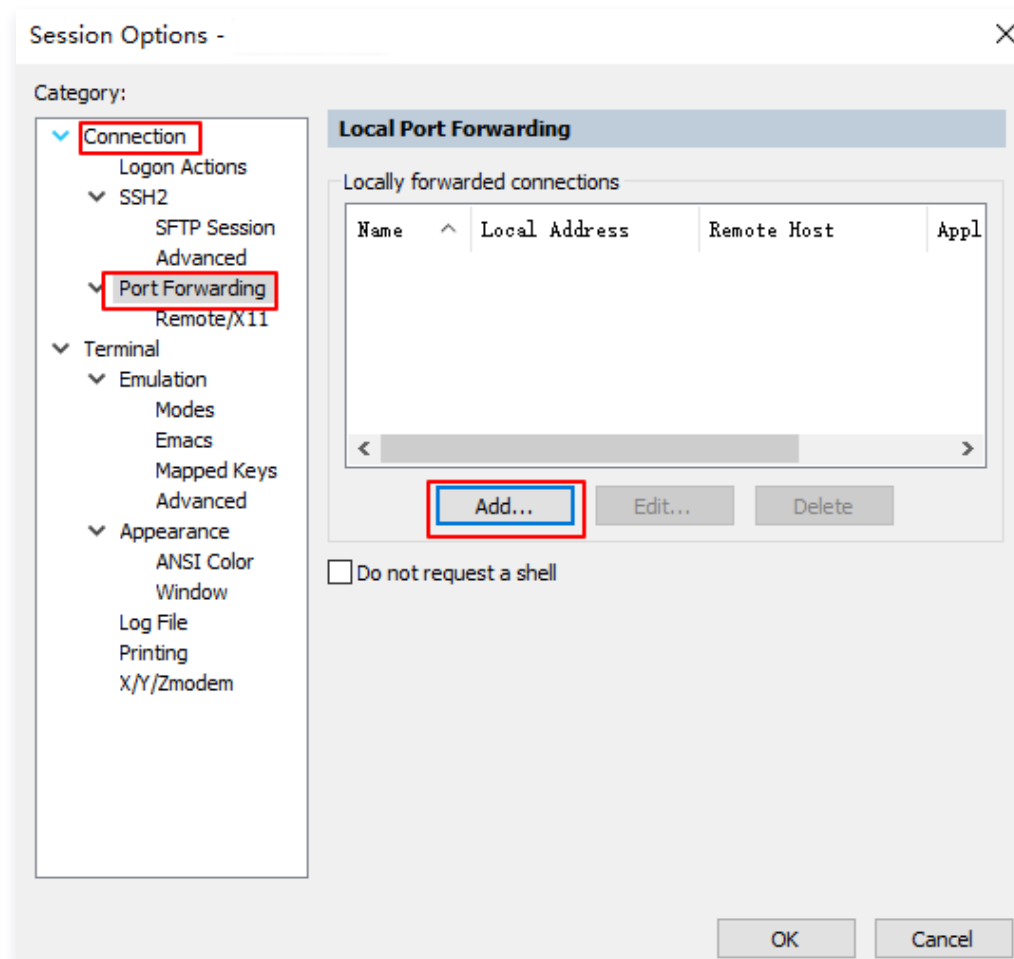 Session Options -
Category:
Connection
Logon Actions
SSH2
SFTP Session
Advanced
Port Forwarding
Remote/X11
Terminal
Emulation
Modes
Emacs
Mapped Keys
Advanced
Appearance
ANSI Color
Window
Log File
Printing
X/Y/Zmodem
Local Port Forwarding
Locally forwarded connections
Name Local Address Remote Host Appl
Add... Edit... Delete
Do not request a shell
OK Cancel